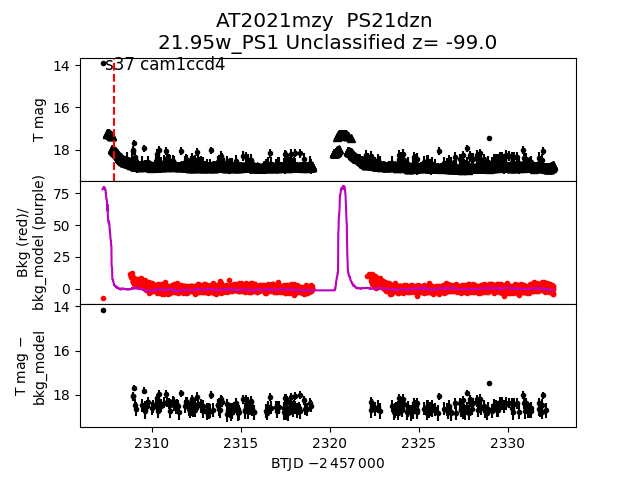 AT2021mzy PS21dzn
21.95w_PS1 Unclassified z= -99.0
s37 cam1ccd4
T mag
14
16
18
Bkg (red)/
bkg_model (purple)
75
50
25
0
T mag −
bkg_model
14
16
18
2310 2315 2320 2325 2330
BTJD −2 457 000